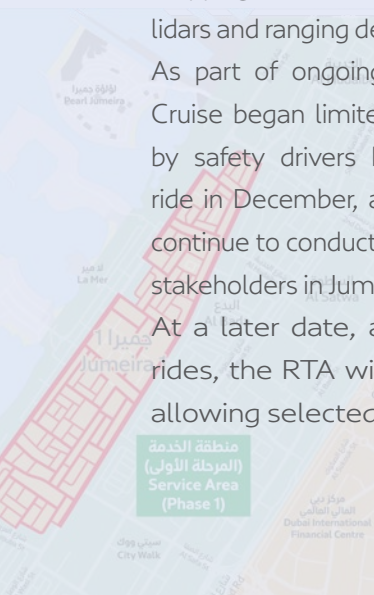 lidars and ranging de
As part of ongoing
Cruise began limite
by safety drivers
ride in December, a
continue to conduct
stakeholders in Jum
At a later date, a
rides, the RTA wi
allowing selected
لؤلؤة جميرا
Pearl Jumeira
لا مير
La Mer
البدع
Al Satwa
جميرا 1
Jumeira
منطقة الخدمة
(المرحلة الأولى)
Service Area
(Phase 1)
سيتي ووك
City Walk
مركز دبي
المالي العالمي
Dubai International
Financial Centre